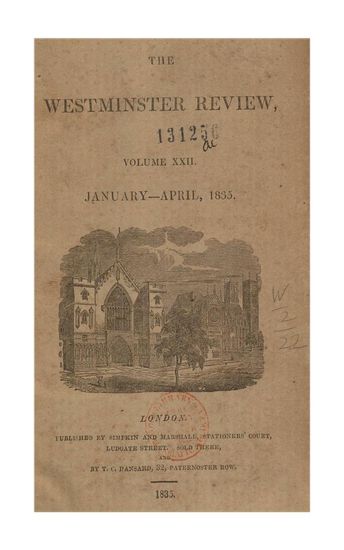 THE
WESTMINSTER REVIEW,
131256
VOLUME XXII.
JANUARY—APRIL, 1835.
W
2
22
LONDON.
PUBLISHED BY SIMPKIN AND MARSHALL, STATIONERS' COURT,
LUDGATE STREET. SOLD THERE,
AND
BY T. C. HANSARD, 32, PATERNOSTER ROW.
1835.